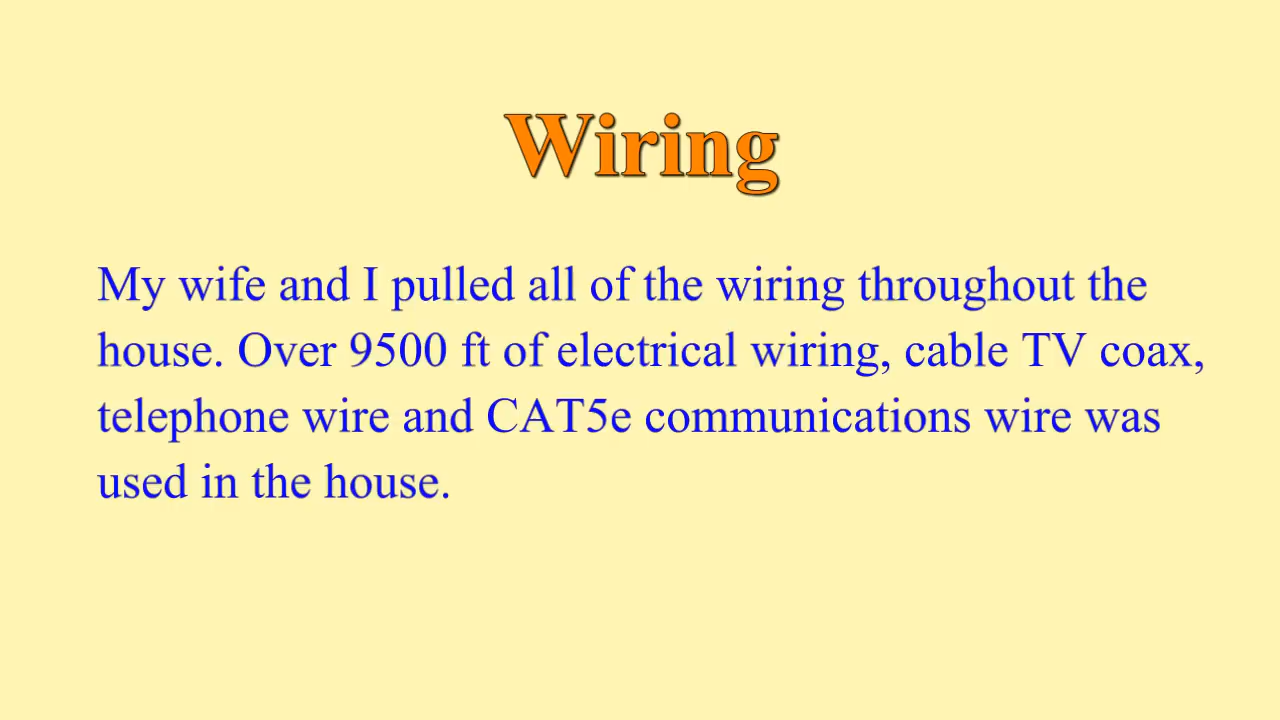 Wiring
My wife and I pulled all of the wiring throughout the
house. Over 9500 ft of electrical wiring, cable TV coax,
telephone wire and CAT5e communications wire was
used in the house.